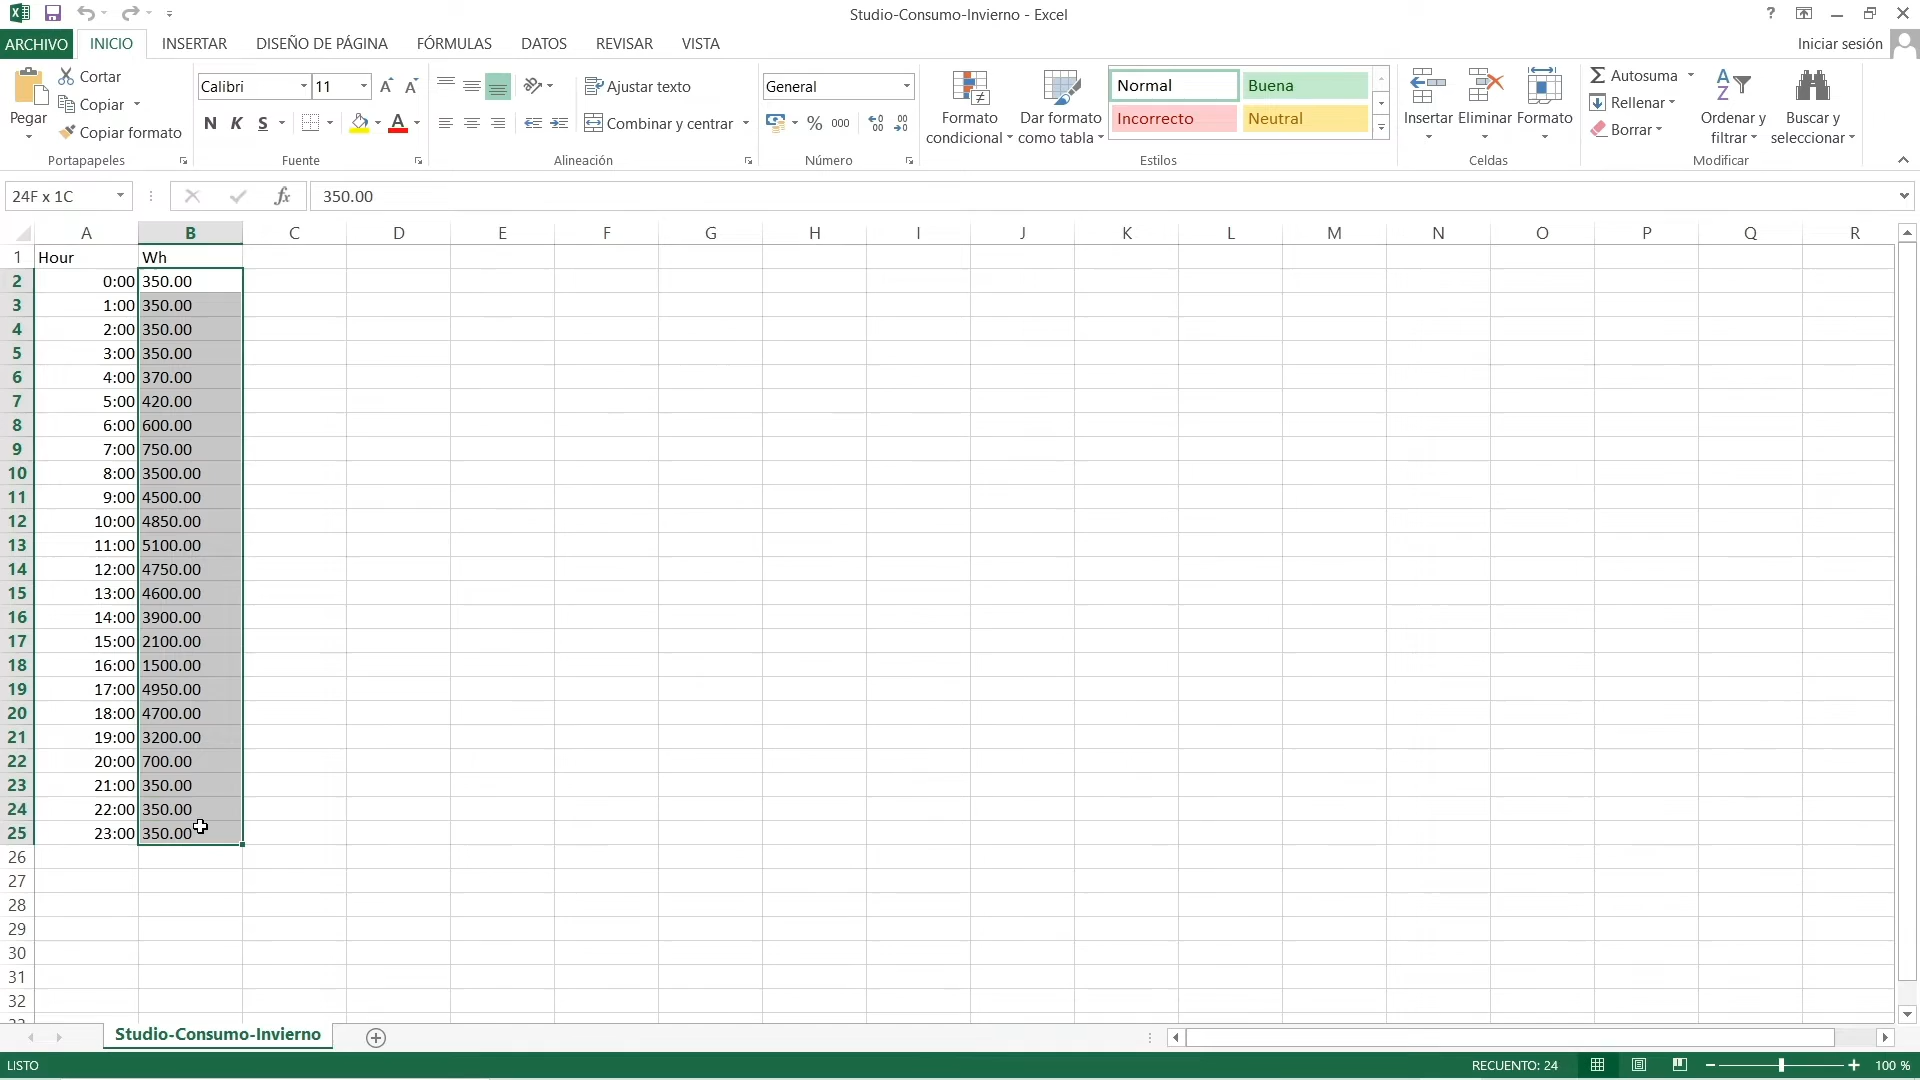 Studio-Consumo-Invierno - Excel
?
ARCHIVO INICIO INSERTAR DISEÑO DE PÁGINA FÓRMULAS DATOS REVISAR VISTA Iniciar sesión
Pegar
Cortar
Copiar
Copiar formato
Portapapeles
Calibri 11 A A
N K S A
Fuente
Ajustar texto
Combinar y centrar
Alineación
General
% 000
Número
Formato condicional
Dar formato como tabla
Normal Buena
Incorrecto Neutral
Estilos
Insertar Eliminar Formato
Celdas
Autosuma
Rellenar
Borrar
Ordenar y filtrar
Buscar y seleccionar
Modificar
24F x 1C fx 350.00
A B C D E F G H I J K L M N O P Q R
1 Hour Wh
2 0:00 350.00
3 1:00 350.00
4 2:00 350.00
5 3:00 350.00
6 4:00 370.00
7 5:00 420.00
8 6:00 600.00
9 7:00 750.00
10 8:00 3500.00
11 9:00 4500.00
12 10:00 4850.00
13 11:00 5100.00
14 12:00 4750.00
15 13:00 4600.00
16 14:00 3900.00
17 15:00 2100.00
18 16:00 1500.00
19 17:00 4950.00
20 18:00 4700.00
21 19:00 3200.00
22 20:00 700.00
23 21:00 350.00
24 22:00 350.00
25 23:00 350.00
26
27
28
29
30
31
32
Studio-Consumo-Invierno
LISTO RECUENTO: 24 100 %